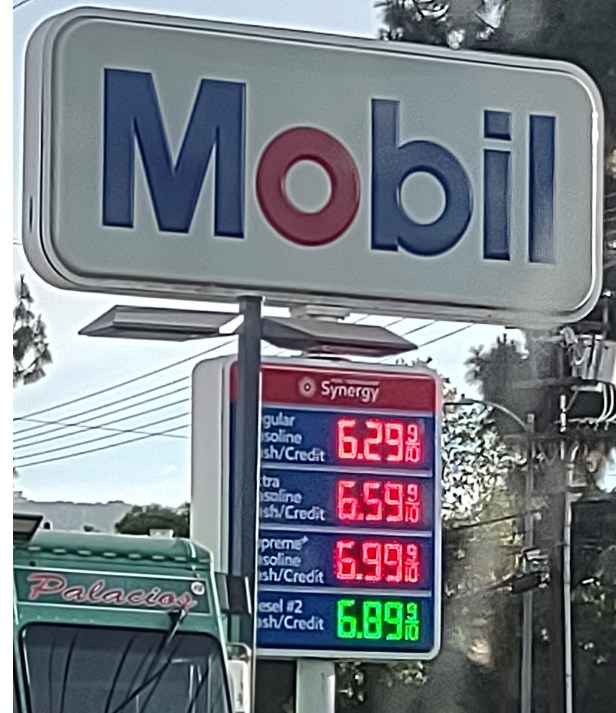 Mobil
Synergy
gular
soline
sh/Credit
6.29 9/10
tra
soline
sh/Credit
6.59 9/10
preme+
soline
sh/Credit
6.99 9/10
esel #2
sh/Credit
6.89 9/10
Palacios